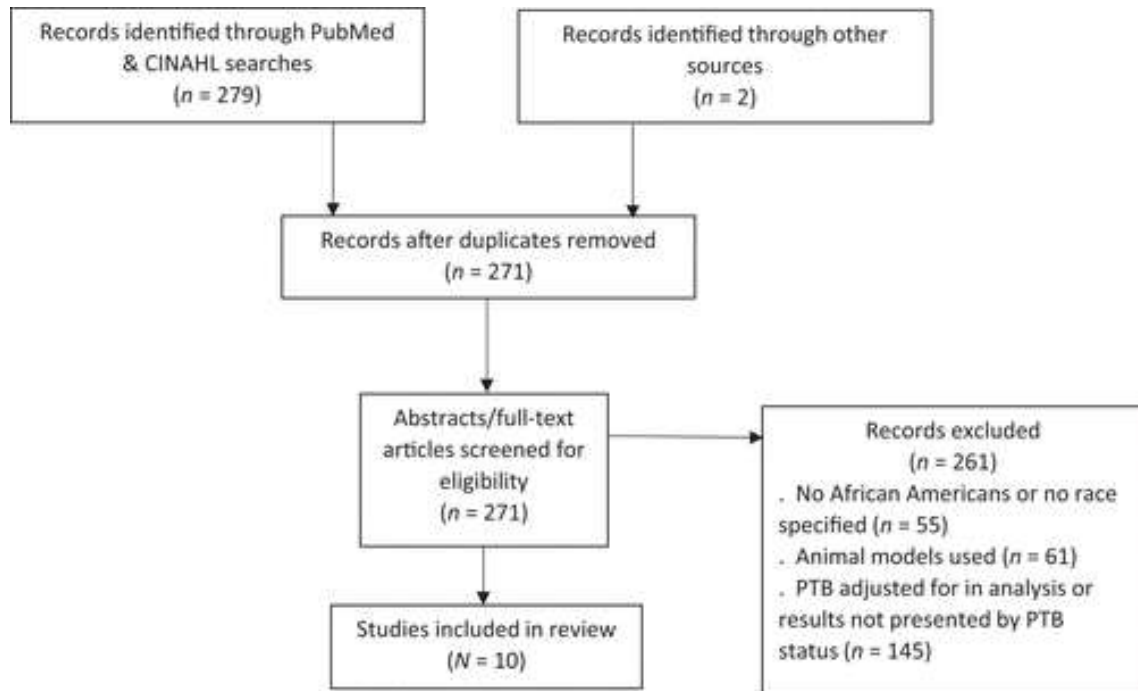 Records identified through PubMed
& CINAHL searches
(n = 279)
Records identified through other
sources
(n = 2)
Records after duplicates removed
(n = 271)
Abstracts/full-text
articles screened for
eligibility
(n = 271)
Records excluded
(n = 261)
. No African Americans or no race
specified (n = 55)
. Animal models used (n = 61)
. PTB adjusted for in analysis or
results not presented by PTB
status (n = 145)
Studies included in review
(N = 10)